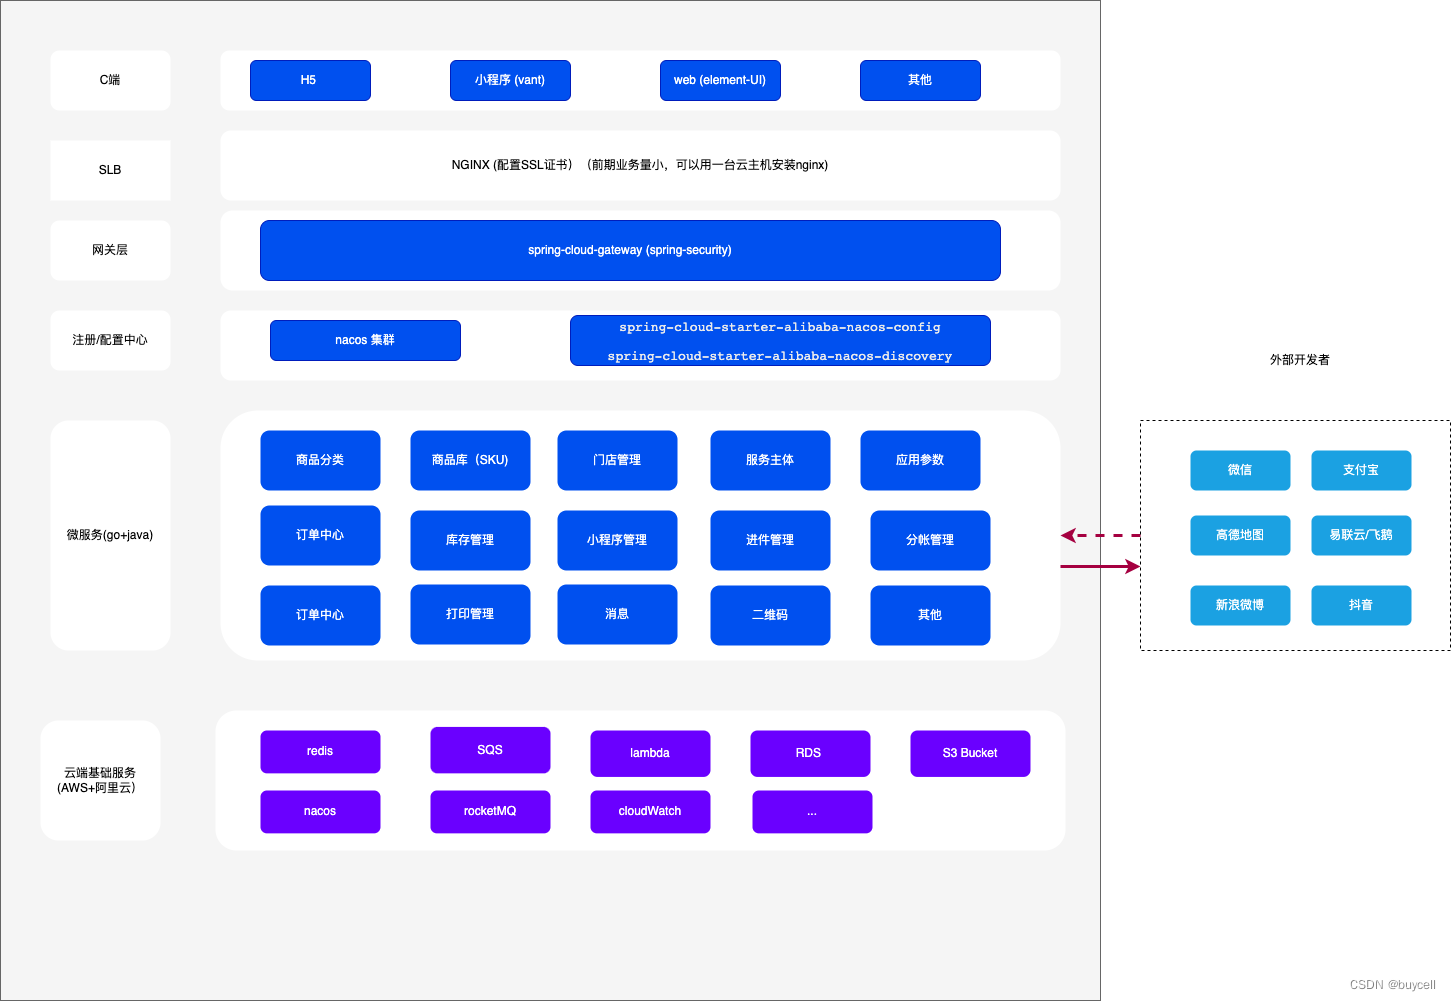 C端
H5
小程序 (vant)
web (element-UI)
其他
SLB
NGINX (配置SSL证书）（前期业务量小，可以用一台云主机安装nginx)
网关层
spring-cloud-gateway (spring-security)
注册/配置中心
nacos 集群
spring-cloud-starter-alibaba-nacos-config
spring-cloud-starter-alibaba-nacos-discovery
外部开发者
微服务(go+java)
商品分类
商品库（SKU)
门店管理
服务主体
应用参数
订单中心
库存管理
小程序管理
进件管理
分帐管理
订单中心
打印管理
消息
二维码
其他
微信
支付宝
高德地图
易联云/飞鹅
新浪微博
抖音
云端基础服务
(AWS+阿里云）
redis
SQS
lambda
RDS
S3 Bucket
nacos
rocketMQ
cloudWatch
...
CSDN @buycell